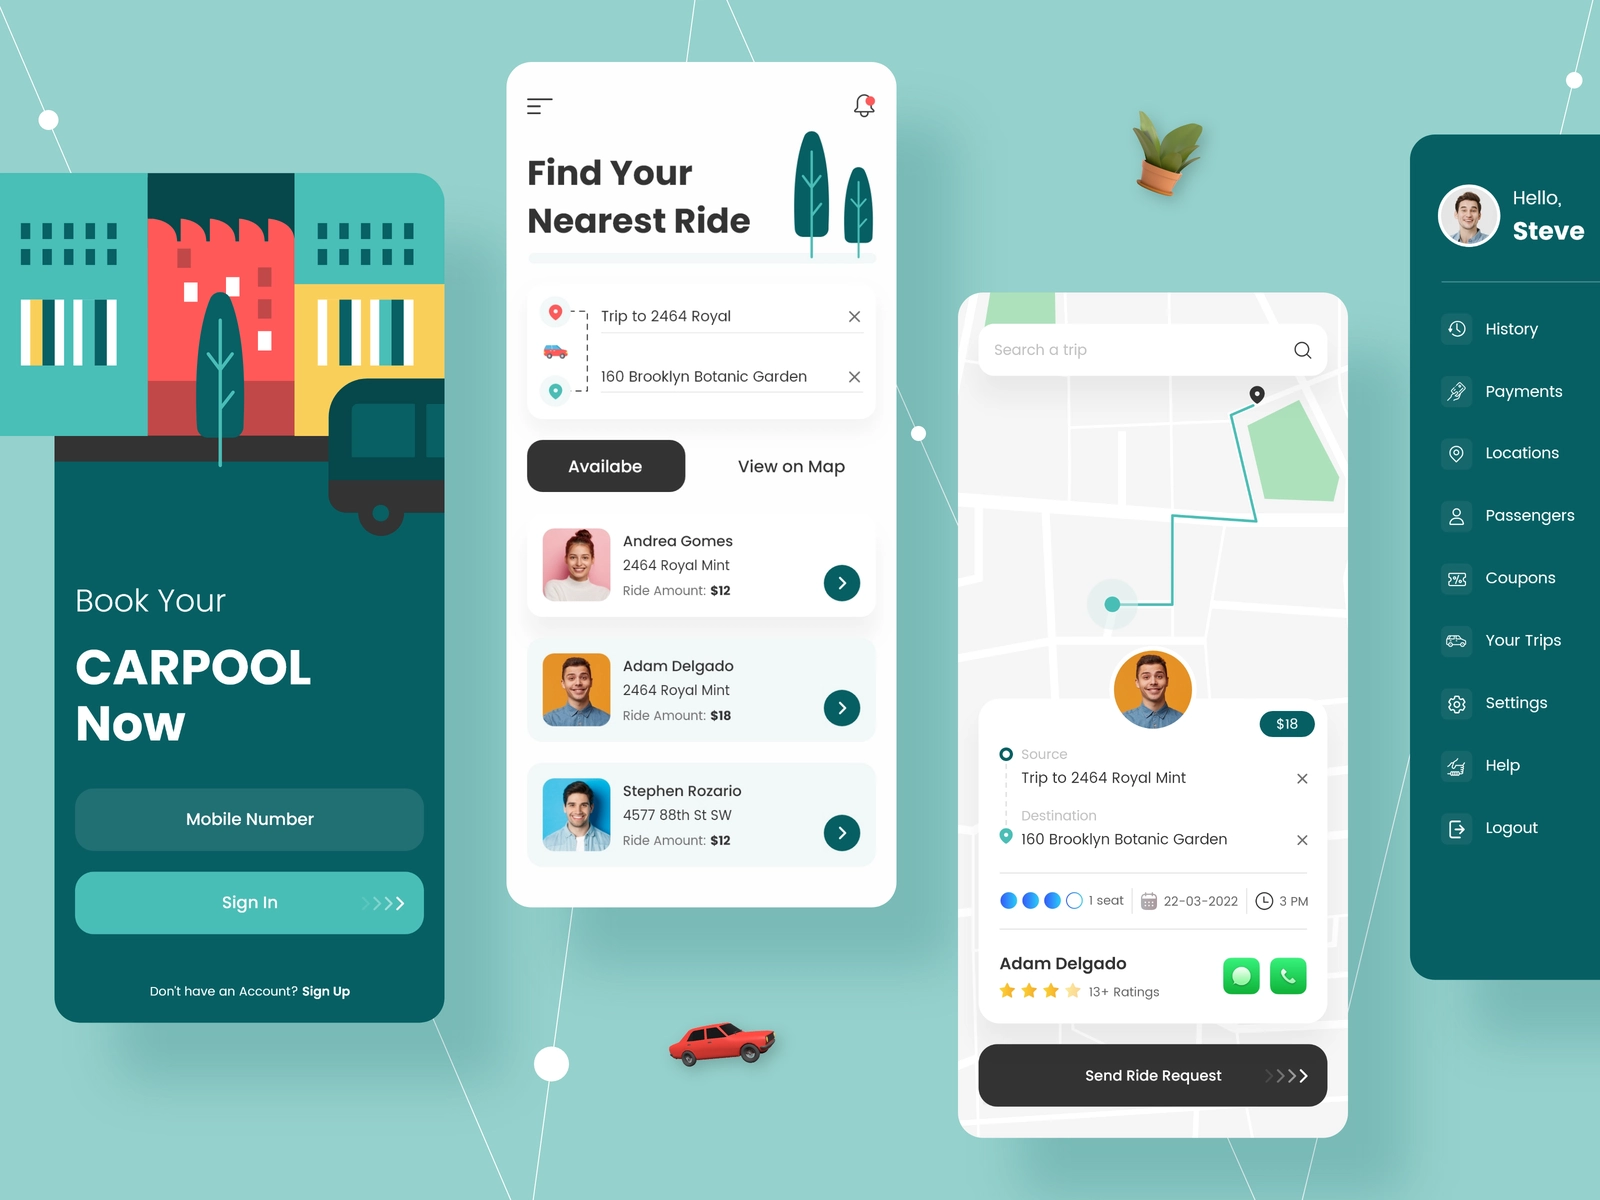 Book Your
CARPOOL
Now
Mobile Number
Sign In
Don't have an Account? Sign Up
Find Your
Nearest Ride
Trip to 2464 Royal
160 Brooklyn Botanic Garden
Availabe
View on Map
Andrea Gomes
2464 Royal Mint
Ride Amount: $12
Adam Delgado
2464 Royal Mint
Ride Amount: $18
Stephen Rozario
4577 88th St SW
Ride Amount: $12
Search a trip
$18
Source
Trip to 2464 Royal Mint
Destination
160 Brooklyn Botanic Garden
1 seat
22-03-2022
3 PM
Adam Delgado
13+ Ratings
Send Ride Request
Hello,
Steve
History
Payments
Locations
Passengers
Coupons
Your Trips
Settings
Help
Logout